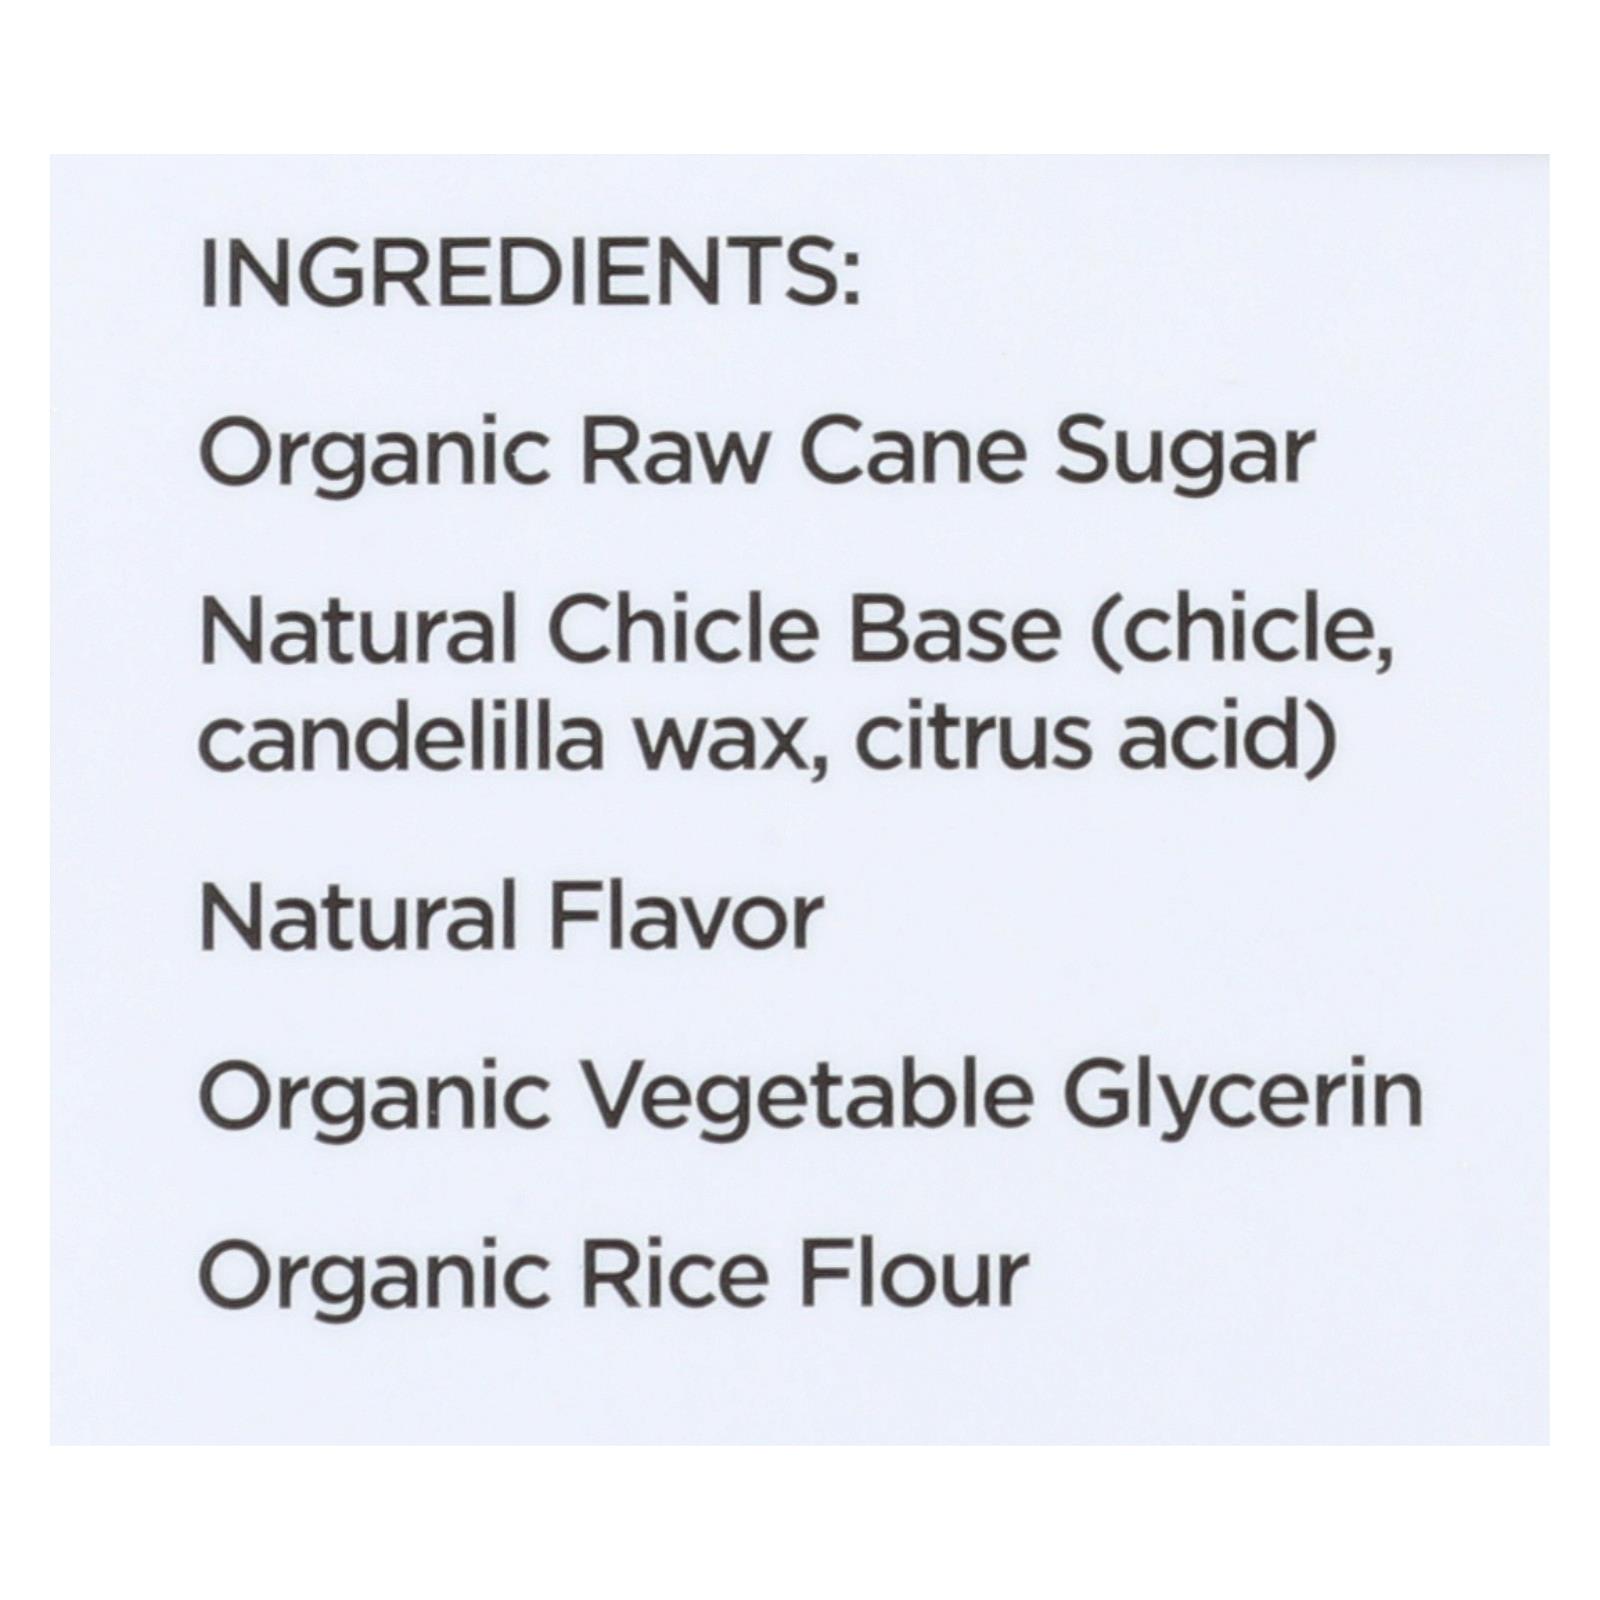 INGREDIENTS:
Organic Raw Cane Sugar
Natural Chicle Base (chicle,
candelilla wax, citrus acid)
Natural Flavor
Organic Vegetable Glycerin
Organic Rice Flour